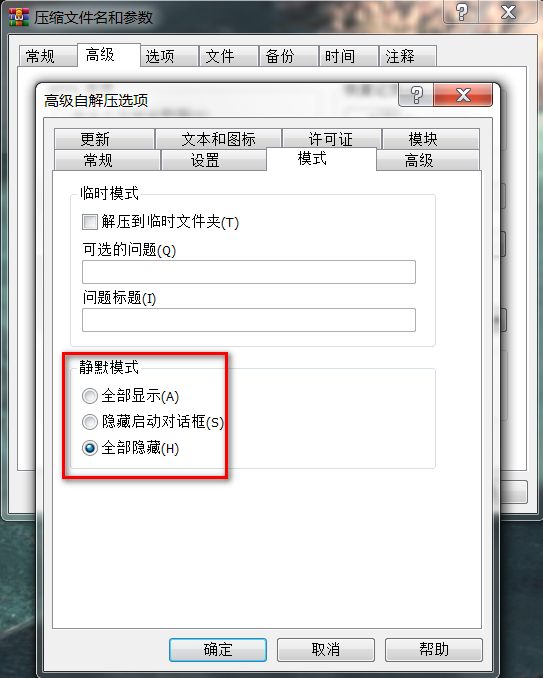 压缩文件名和参数
常规 高级 选项 文件 备份 时间 注释
高级自解压选项
更新 文本和图标 许可证 模块
常规 设置 模式 高级
临时模式
解压到临时文件夹(T)
可选的问题(Q)
问题标题(I)
静默模式
全部显示(A)
隐藏启动对话框(S)
全部隐藏(H)
确定 取消 帮助